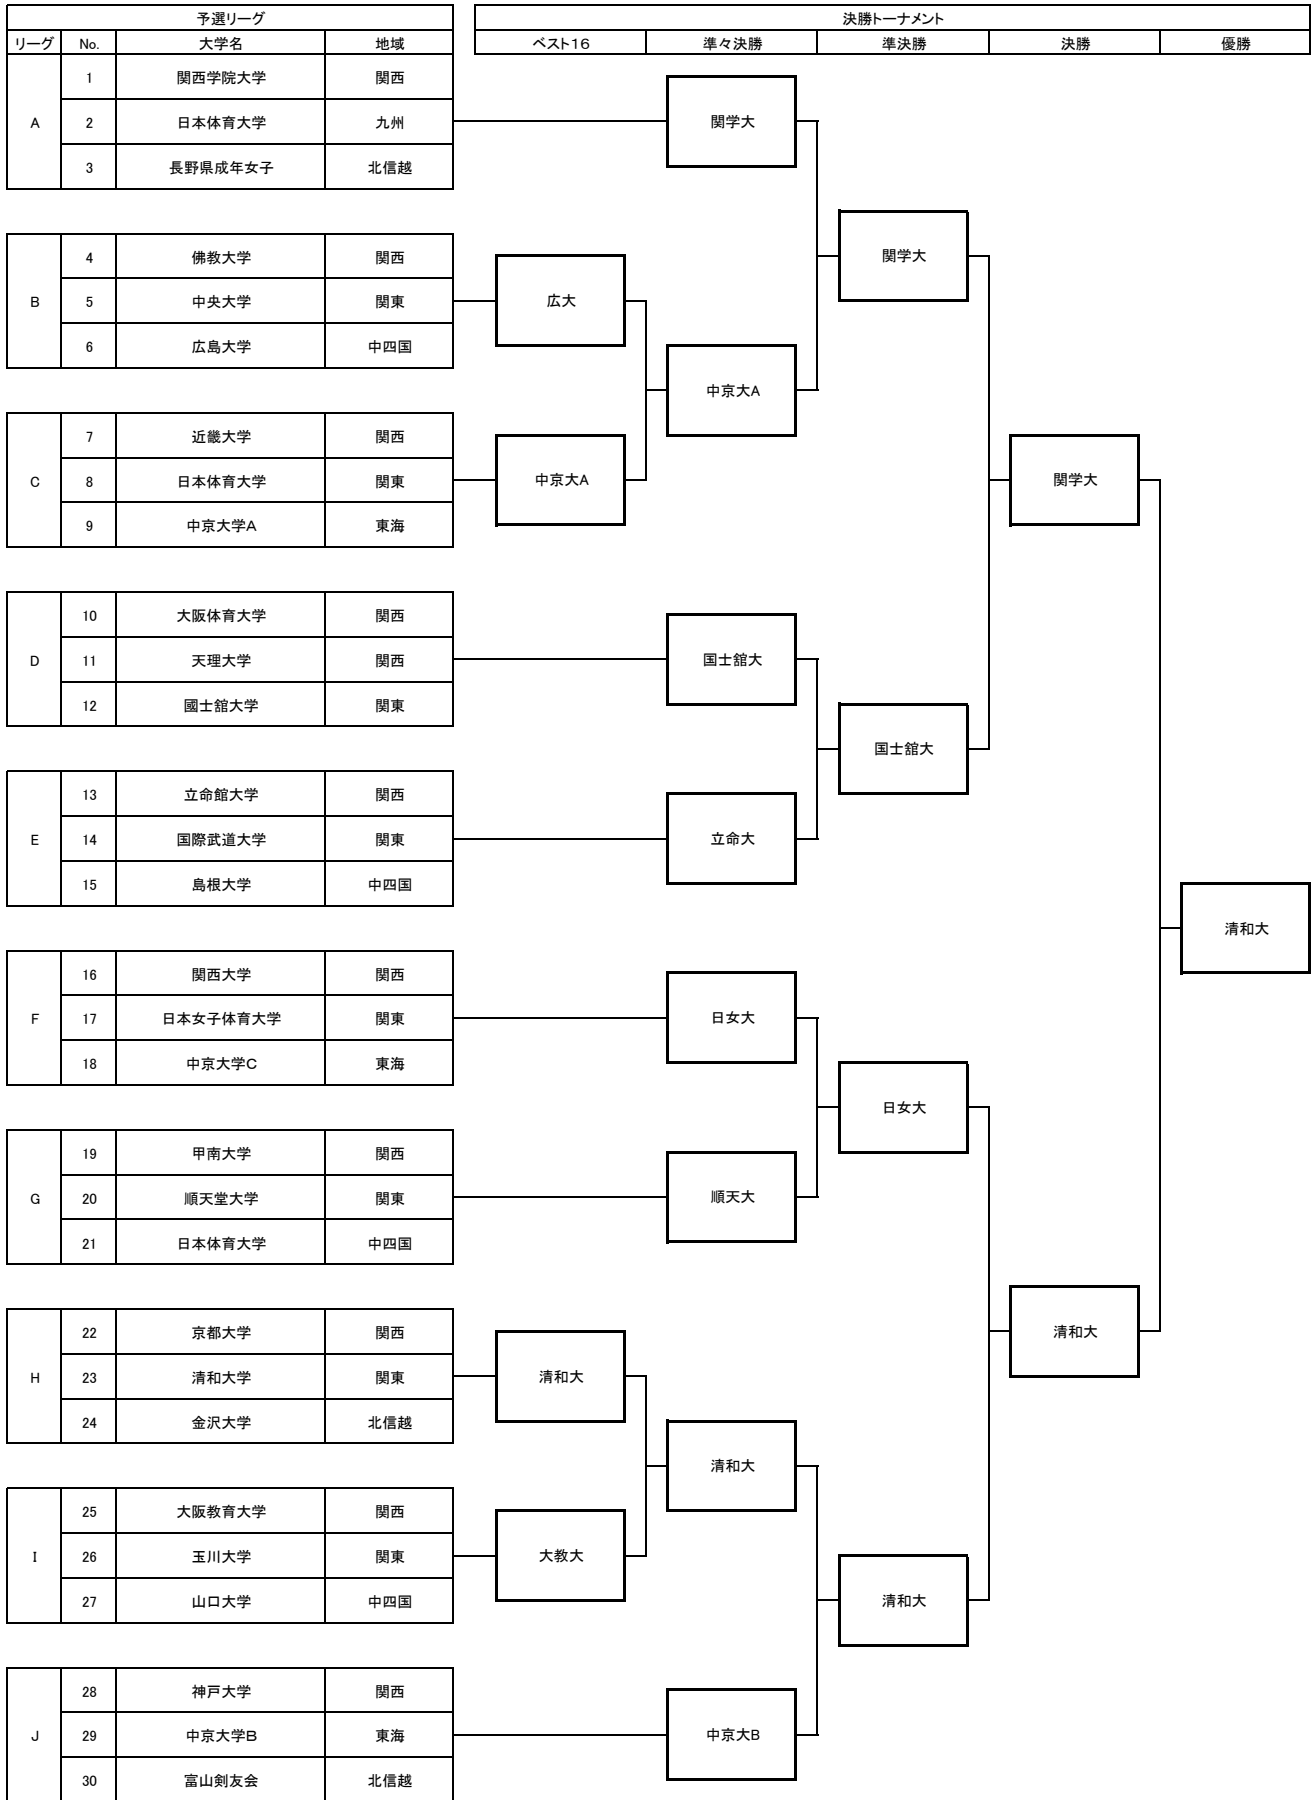 予選リーグ 決勝トーナメント
リーグ No. 大学名 地域 ベスト16 準々決勝 準決勝 決勝 優勝
1 関西学院大学 関西
A 2 日本体育大学 九州 関学大
3 長野県成年女子 北信越
4 佛教大学 関西 関学大
B 5 中央大学 関東 広大
6 広島大学 中四国
中京大A
7 近畿大学 関西
C 8 日本体育大学 関東 中京大A 関学大
9 中京大学A 東海
10 大阪体育大学 関西
D 11 天理大学 関西 国士舘大
12 國士舘大学 関東
国士舘大
13 立命館大学 関西
E 14 国際武道大学 関東 立命大
15 島根大学 中四国
清和大
16 関西大学 関西
F 17 日本女子体育大学 関東 日女大
18 中京大学C 東海
日女大
19 甲南大学 関西
G 20 順天堂大学 関東 順天大
21 日本体育大学 中四国
22 京都大学 関西 清和大
H 23 清和大学 関東 清和大
24 金沢大学 北信越
清和大
25 大阪教育大学 関西
I 26 玉川大学 関東 大教大
27 山口大学 中四国 清和大
28 神戸大学 関西
J 29 中京大学B 東海 中京大B
30 富山剣友会 北信越